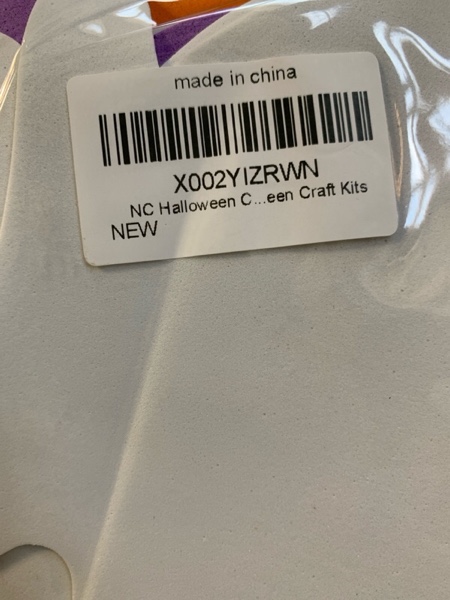 made in china
X002YIZRWN
NC Halloween C...een Craft Kits
NEW